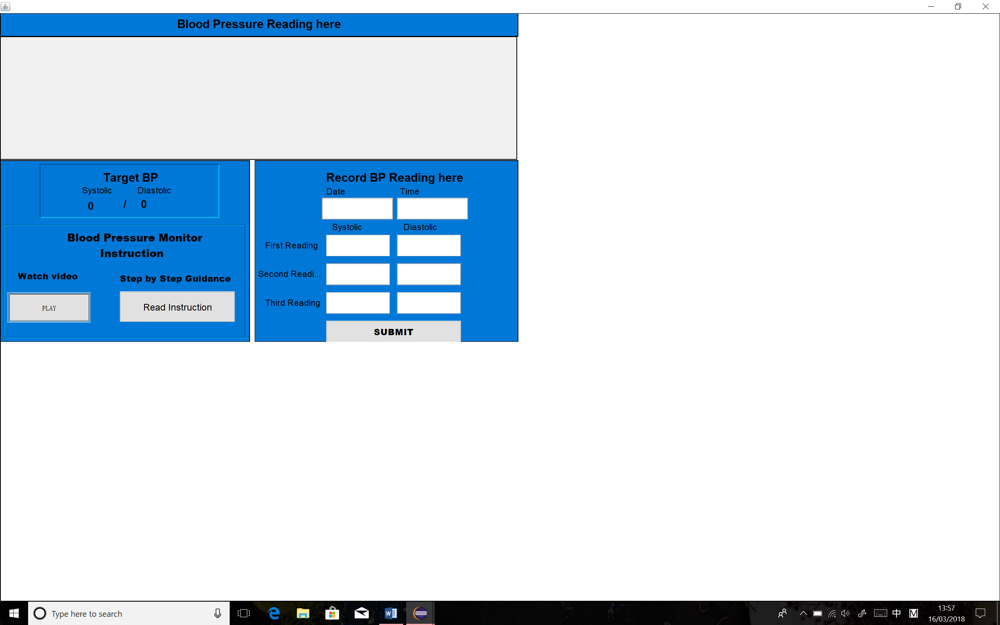 Blood Pressure Reading here
Target BP
Systolic Diastolic
0 / 0
Blood Pressure Monitor
Instruction
Watch video
Step by Step Guidance
PLAY
Read Instruction
Record BP Reading here
Date Time
Systolic Diastolic
First Reading
Second Readi...
Third Reading
SUBMIT
Type here to search
中
M
13:57
16/03/2018